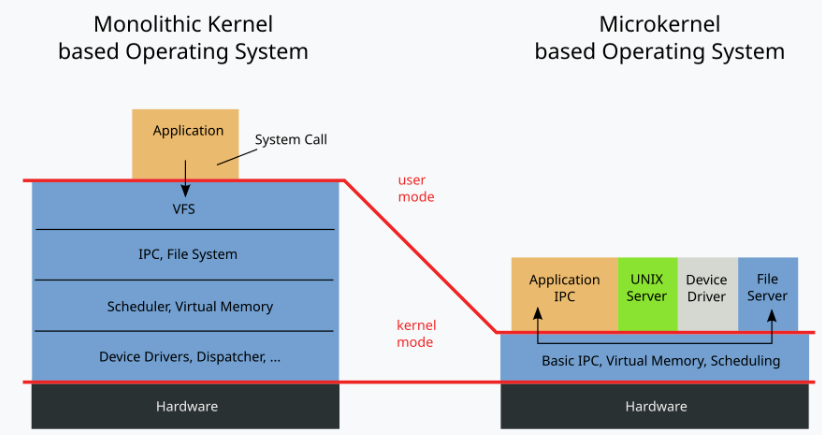 Monolithic Kernel
based Operating System
Microkernel
based Operating System
Application
System Call
VFS
IPC, File System
Scheduler, Virtual Memory
Device Drivers, Dispatcher, ...
Hardware
user
mode
kernel
mode
Application
IPC
UNIX
Server
Device
Driver
File
Server
Basic IPC, Virtual Memory, Scheduling
Hardware